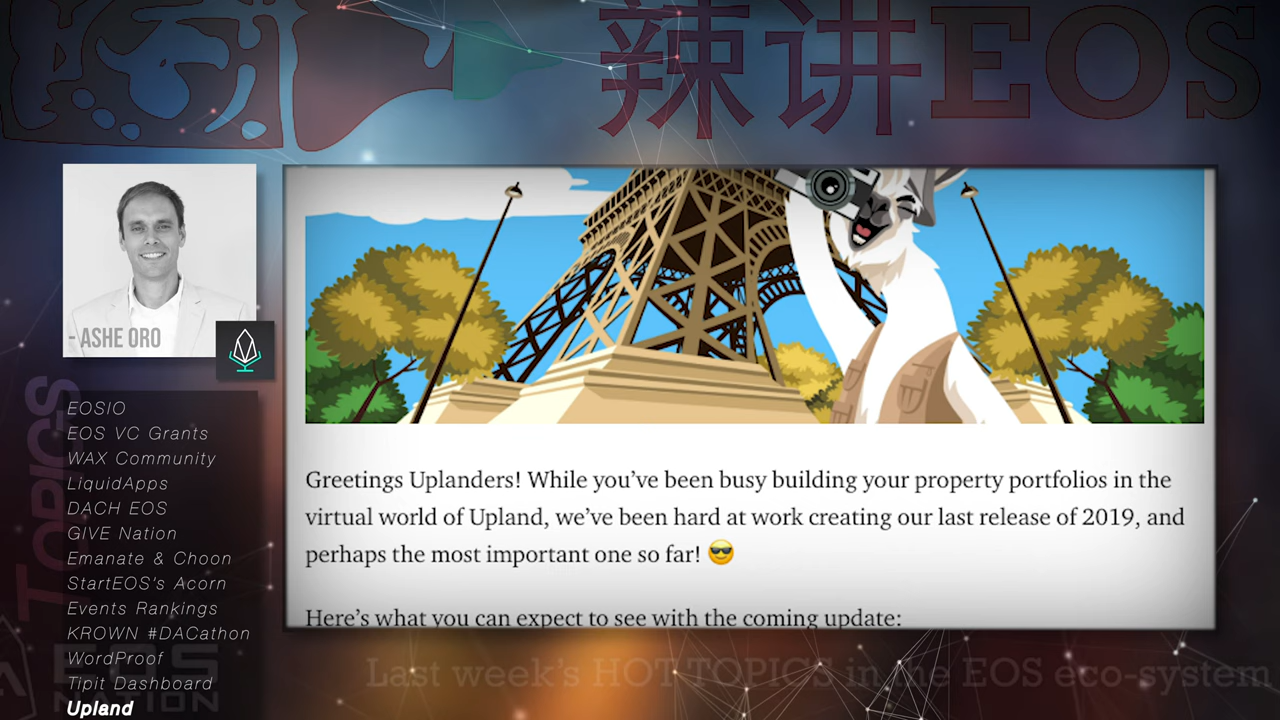 辣讲EOS
- ASHE ORO
TOPICS
EOSIO
EOS VC Grants
WAX Community
LiquidApps
DACH EOS
GIVE Nation
Emanate & Choon
StartEOS's Acorn
Events Rankings
KROWN #DACathon
WordProof
Tipit Dashboard
Upland
EOS
NATION
Greetings Uplanders! While you've been busy building your property portfolios in the
virtual world of Upland, we've been hard at work creating our last release of 2019, and
perhaps the most important one so far! 😎
Here's what you can expect to see with the coming update:
Last week's HOT TOPICS in the EOS eco-system